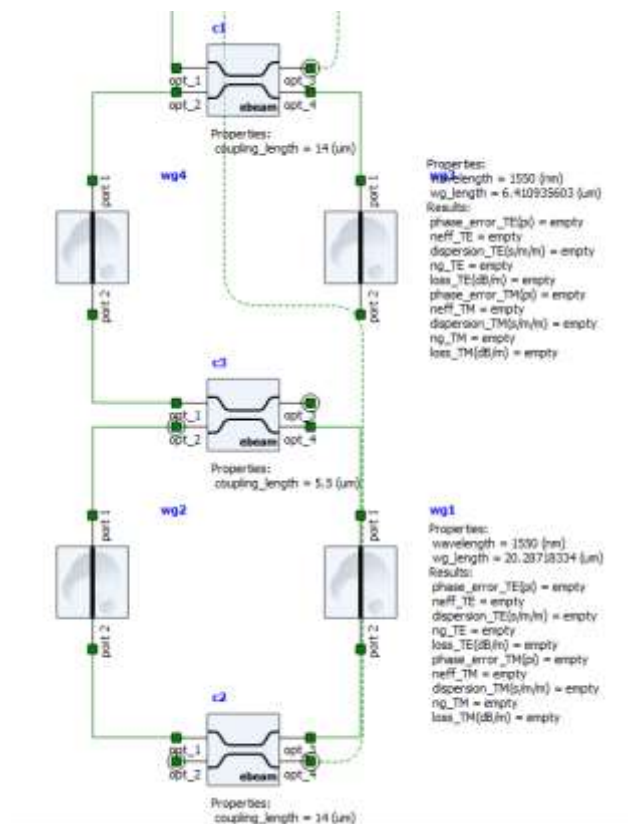 c1
opt_1
opt_2 ebeam opt_4
Properties:
coupling_length = 14 (um)
wg4
port 1
port 2
port 1
port 2
Properties:
wavelength = 1550 (nm)
wg_length = 6.410935603 (um)
Results:
phase_error_TE(pi) = empty
neff_TE = empty
dispersion_TE(s/m/m) = empty
ng_TE = empty
loss_TE(dB/m) = empty
phase_error_TM(pi) = empty
neff_TM = empty
dispersion_TM(s/m/m) = empty
ng_TM = empty
loss_TM(dB/m) = empty
c3
opt_1
opt_2 ebeam opt_4
Properties:
coupling_length = 5.5 (um)
wg2
port 1
port 2
port 1
port 2
wg1
Properties:
wavelength = 1550 (nm)
wg_length = 20.28718334 (um)
Results:
phase_error_TE(pi) = empty
neff_TE = empty
dispersion_TE(s/m/m) = empty
ng_TE = empty
loss_TE(dB/m) = empty
phase_error_TM(pi) = empty
neff_TM = empty
dispersion_TM(s/m/m) = empty
ng_TM = empty
loss_TM(dB/m) = empty
c2
opt_1
opt_2 ebeam
Properties:
coupling_length = 14 (um)